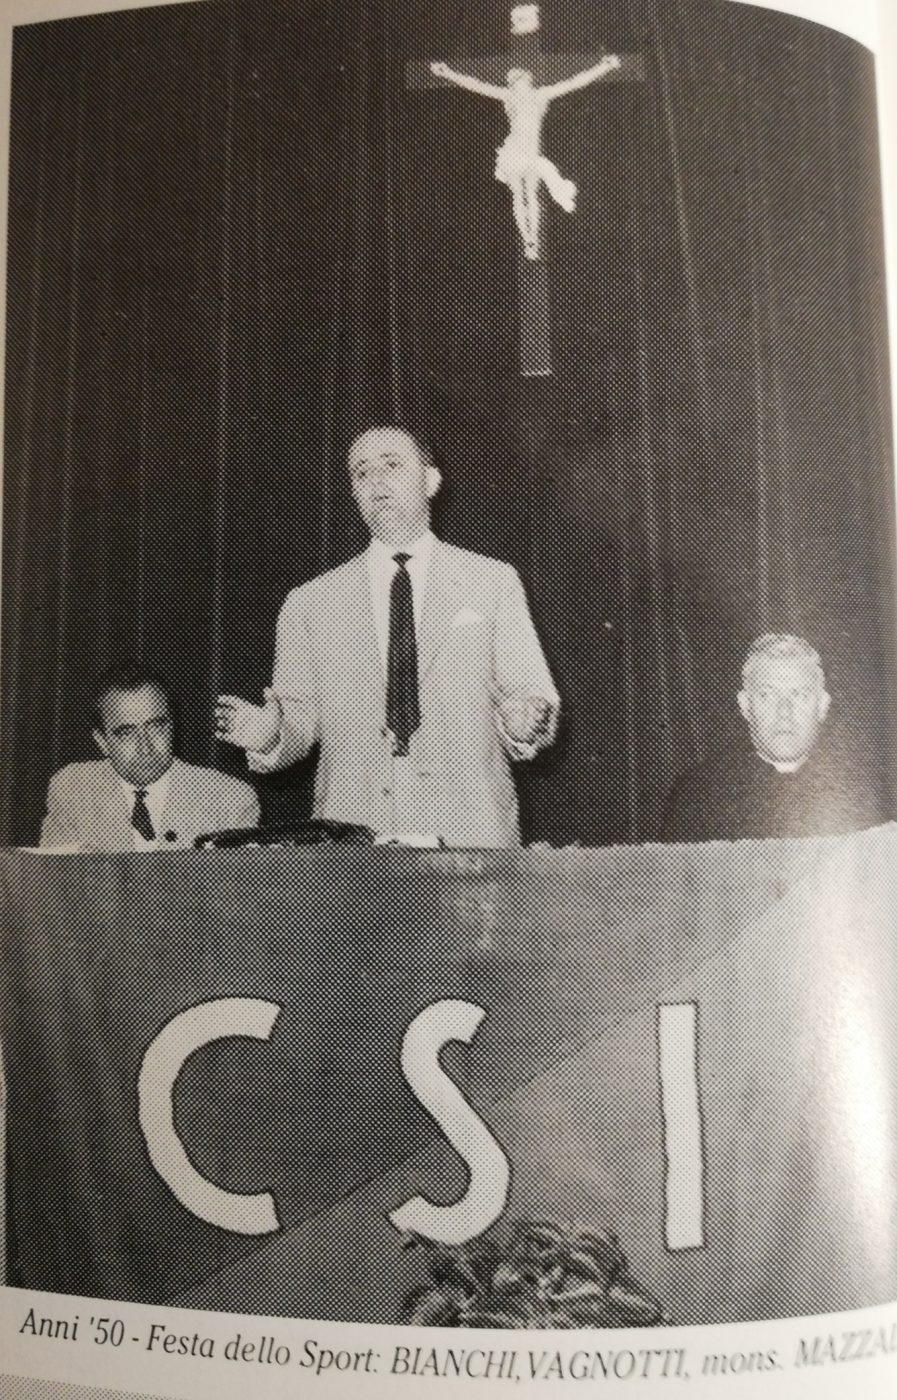 CSI
Anni '50 - Festa dello Sport: BIANCHI, VAGNOTTI, mons.